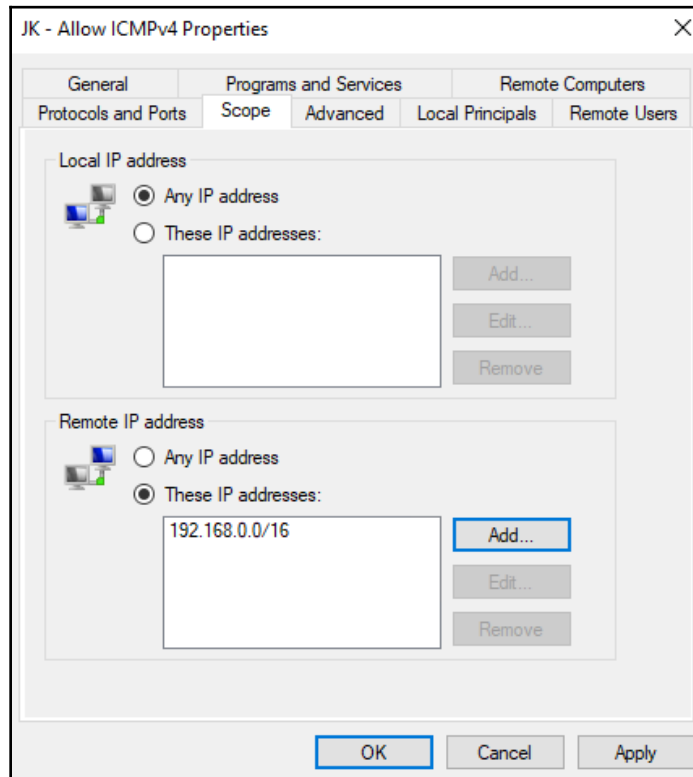 JK - Allow ICMPv4 Properties
General Programs and Services Remote Computers
Protocols and Ports Scope Advanced Local Principals Remote Users
Local IP address
Any IP address
These IP addresses:
Add...
Edit...
Remove
Remote IP address
Any IP address
These IP addresses:
192.168.0.0/16
Add...
Edit...
Remove
OK Cancel Apply